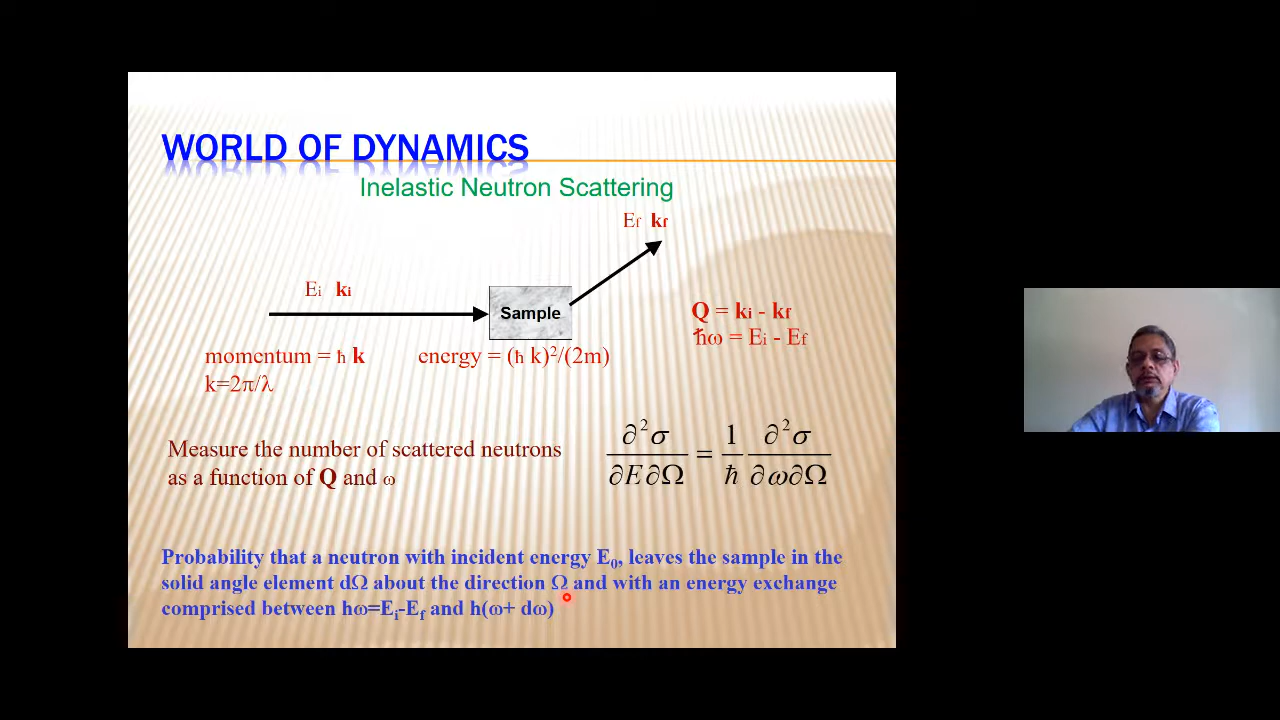 WORLD OF DYNAMICS
Inelastic Neutron Scattering
Ef kf
Ei ki
Sample
Q = ki - kf
ħω = Ei - Ef
momentum = ħ k energy = (ħ k)²/(2m)
k=2π/λ
Measure the number of scattered neutrons
as a function of Q and ω
∂²σ/∂E∂Ω = 1/ħ ∂²σ/∂ω∂Ω
Probability that a neutron with incident energy E₀, leaves the sample in the
solid angle element dΩ about the direction Ω and with an energy exchange
comprised between hω=Ei-Ef and h(ω+ dω)